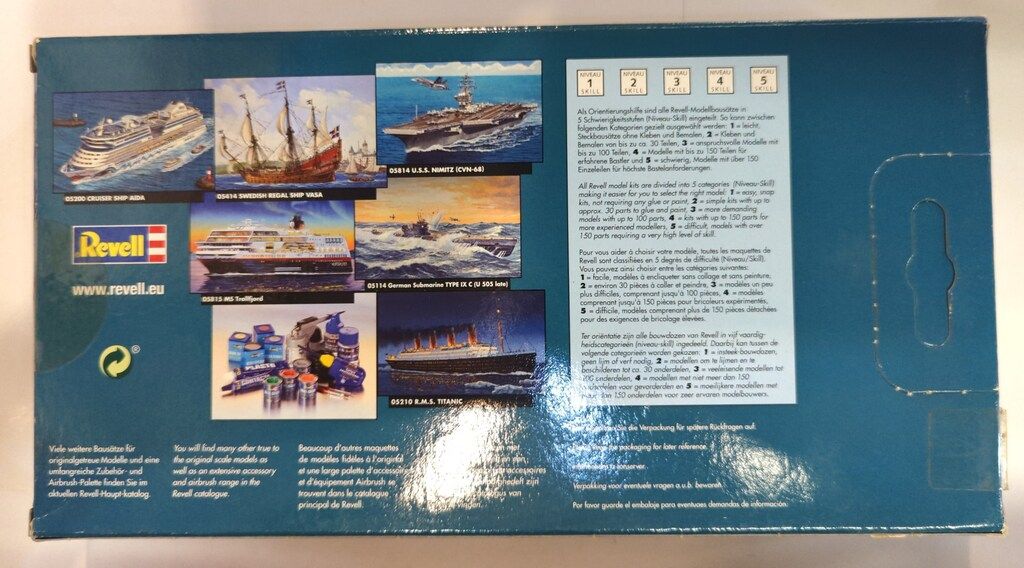 05200 CRUISER SHIP AIDA
05414 SWEDISH REGAL SHIP VASA
05814 U.S.S. NIMITZ (CVN-68)
Revell
www.revell.eu
05815 MS Trollfjord
05114 German Submarine TYPE IX C (U 505 late)
05210 R.M.S. TITANIC
NIVEAU 1 SKILL
NIVEAU 2 SKILL
NIVEAU 3 SKILL
NIVEAU 4 SKILL
NIVEAU 5 SKILL
Als Orientierungshilfe sind alle Revell-Modellbausätze in
5 Schwierigkeitsstufen (Niveau-Skill) eingeteilt. So kann zwischen
folgenden Kategorien gezielt ausgewählt werden: 1 = leicht,
Steckbausätze ohne Kleben und Bemalen, 2 = Kleben und
Bemalen von bis zu ca. 30 Teilen, 3 = anspruchsvolle Modelle mit
bis zu 100 Teilen, 4 = Modelle mit bis zu 150 Teilen für
erfahrene Bastler und 5 = schwierig, Modelle mit über 150
Einzeleilen für höchste Bastelanforderungen.
All Revell model kits are divided into 5 categories (Niveau-Skill)
making it easier for you to select the right model: 1 = easy, snap
kits, not requiring any glue or paint, 2 = simple kits with up to
approx. 30 parts to glue and paint, 3 = more demanding
models with up to 100 parts, 4 = kits with up to 150 parts for
more experienced modellers, 5 = difficult, models with over
150 parts requiring a very high level of skill.
Pour vous aider à choisir votre modèle, toutes les maquettes de
Revell sont classifiées en 5 degrés de difficulté (Niveau/Skill).
Vous pouvez ainsi choisir entre les catégories suivantes:
1 = facile, modèles à encliqueter sans collage et sans peinture,
2 = environ 30 pièces à coller et peindre, 3 = modèles un peu
plus difficiles, comprenant jusqu'à 100 pièces, 4 = modèles
comprenant jusqu'à 150 pièces pour bricoleurs expérimentés,
5 = difficile, modèles comprenant plus de 150 pièces détachées
pour des exigences de bricolage élevées.
Ter oriëntatie zijn alle bouwdozen van Revell in vijf vaardig-
heidscategorieën (niveau-skill) ingedeeld. Daarbij kan tussen de
volgende categorieën worden gekozen: 1 = insteek-bouwdozen,
geen lijm of verf nodig, 2 = modellen om te lijmen en te
beschilderen tot ca. 30 onderdelen, 3 = veeleisende modellen tot
100 onderdelen, 4 = modellen met niet meer dan 150
onderdelen voor gevorderden en 5 = moeilijkere modellen met
meer dan 150 onderdelen voor zeer ervaren modelbouwers.
Viele weitere Bausätze für
originalgetreue Modelle und eine
umfangreiche Zubehör- und
Airbrush-Palette finden Sie im
aktuellen Revell-Haupt-katalog.
You will find many other true to
the original scale models as
well as an extensive accessory
and airbrush range in the
Revell catalogue.
Beaucoup d'autres maquettes
de modèles fidèles à l'original
et une large palette d'accessoires
et d'équipement Airbrush se
trouvent dans le catalogue
principal de Revell.
Sie die Verpackung für spätere Rückfragen auf.
packaging for later reference.
conserver.
Verpakking voor eventuele vragen a.u.b. bewaren.
Por favor guarde el embalaje para eventuales demandas de información.